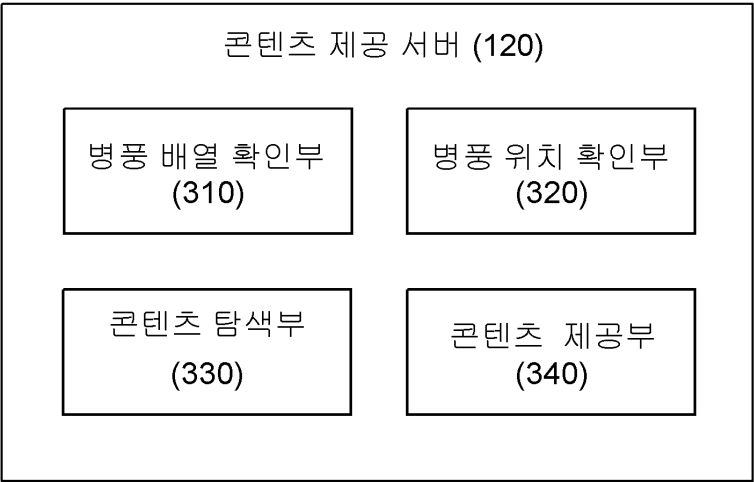 콘텐츠 제공 서버 (120)
병풍 배열 확인부
(310)
병풍 위치 확인부
(320)
콘텐츠 탐색부
(330)
콘텐츠 제공부
(340)